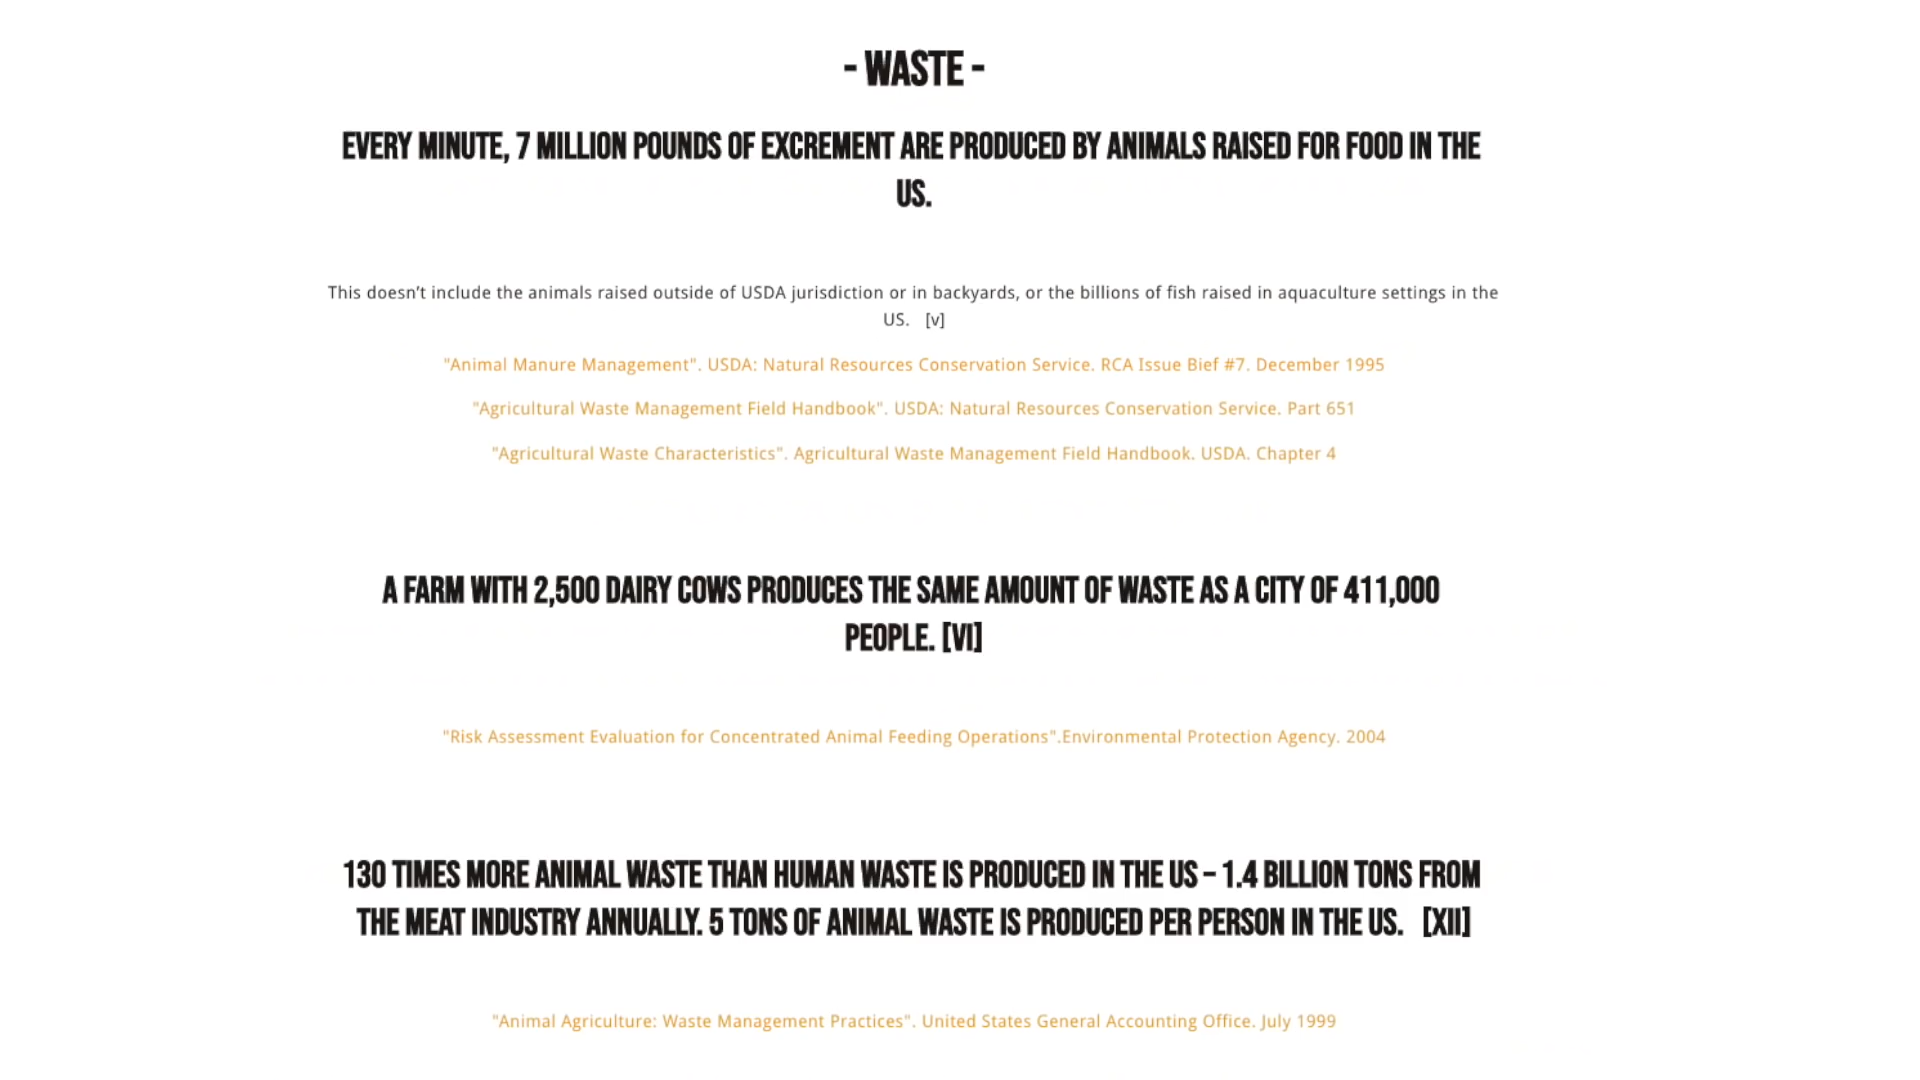 - WASTE -
EVERY MINUTE, 7 MILLION POUNDS OF EXCREMENT ARE PRODUCED BY ANIMALS RAISED FOR FOOD IN THE
US.
This doesn’t include the animals raised outside of USDA jurisdiction or in backyards, or the billions of fish raised in aquaculture settings in the
US.   [v]
"Animal Manure Management". USDA: Natural Resources Conservation Service. RCA Issue Bief #7. December 1995
"Agricultural Waste Management Field Handbook". USDA: Natural Resources Conservation Service. Part 651
"Agricultural Waste Characteristics". Agricultural Waste Management Field Handbook. USDA. Chapter 4
A FARM WITH 2,500 DAIRY COWS PRODUCES THE SAME AMOUNT OF WASTE AS A CITY OF 411,000
PEOPLE. [VI]
"Risk Assessment Evaluation for Concentrated Animal Feeding Operations".Environmental Protection Agency. 2004
130 TIMES MORE ANIMAL WASTE THAN HUMAN WASTE IS PRODUCED IN THE US – 1.4 BILLION TONS FROM
THE MEAT INDUSTRY ANNUALLY. 5 TONS OF ANIMAL WASTE IS PRODUCED PER PERSON IN THE US.   [XII]
"Animal Agriculture: Waste Management Practices". United States General Accounting Office. July 1999